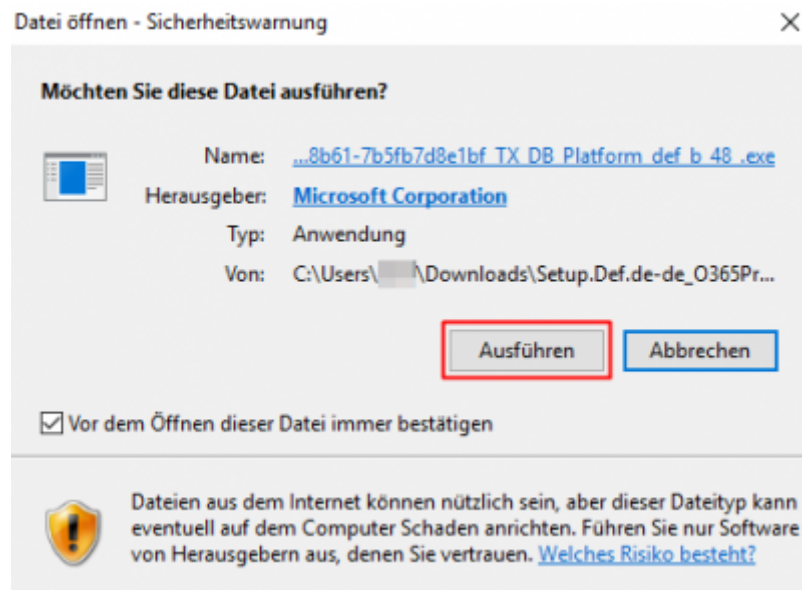 Datei öffnen - Sicherheitswarnung
Möchten Sie diese Datei ausführen?
Name: ...8b61-7b5fb7d8e1bf_TX_DB_Platform_def_b_48_.exe
Herausgeber: Microsoft Corporation
Typ: Anwendung
Von: C:\Users\ \Downloads\Setup.Def.de-de_O365Pr...
Ausführen Abbrechen
Vor dem Öffnen dieser Datei immer bestätigen
Dateien aus dem Internet können nützlich sein, aber dieser Dateityp kann
eventuell auf dem Computer Schaden anrichten. Führen Sie nur Software
von Herausgebern aus, denen Sie vertrauen. Welches Risiko besteht?